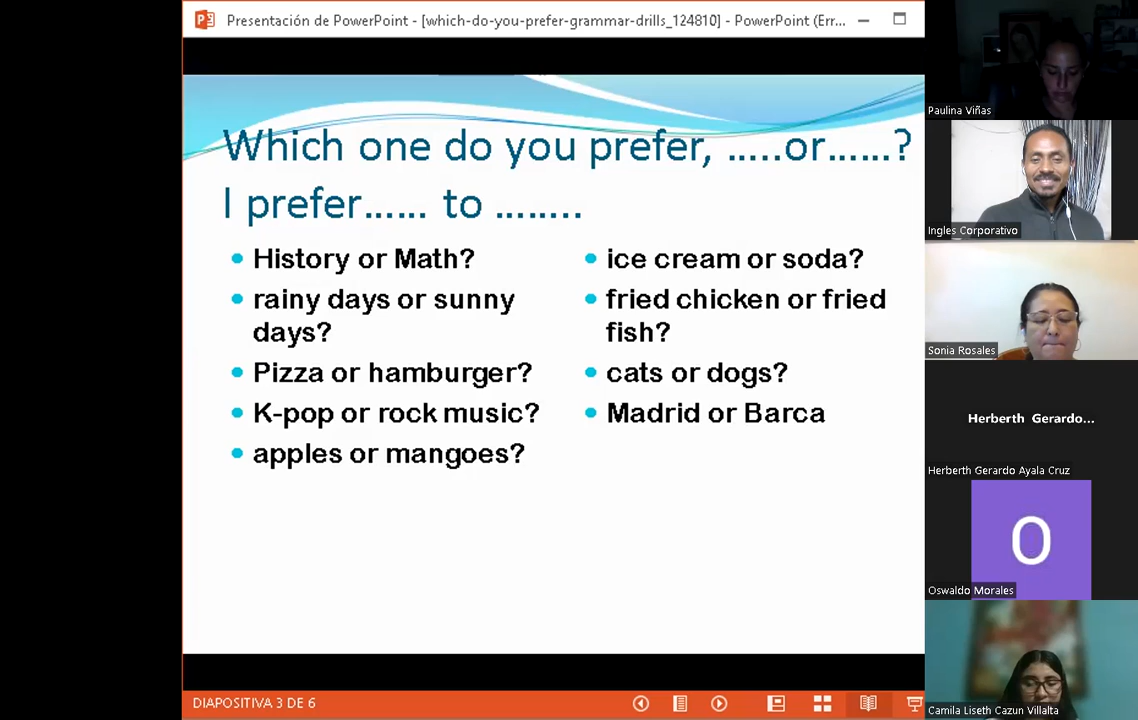 Presentación de PowerPoint - [which-do-you-prefer-grammar-drills_124810] - PowerPoint (Err...
Which one do you prefer, .....or......?
I prefer...... to ........
History or Math?
rainy days or sunny
days?
Pizza or hamburger?
K-pop or rock music?
apples or mangoes?
ice cream or soda?
fried chicken or fried
fish?
cats or dogs?
Madrid or Barca
DIAPOSITIVA 3 DE 6
Paulina Viñas
Ingles Corporativo
Sonia Rosales
Herberth Gerardo...
Herberth Gerardo Ayala Cruz
O
Oswaldo Morales
Camila Liseth Cazun Villalta